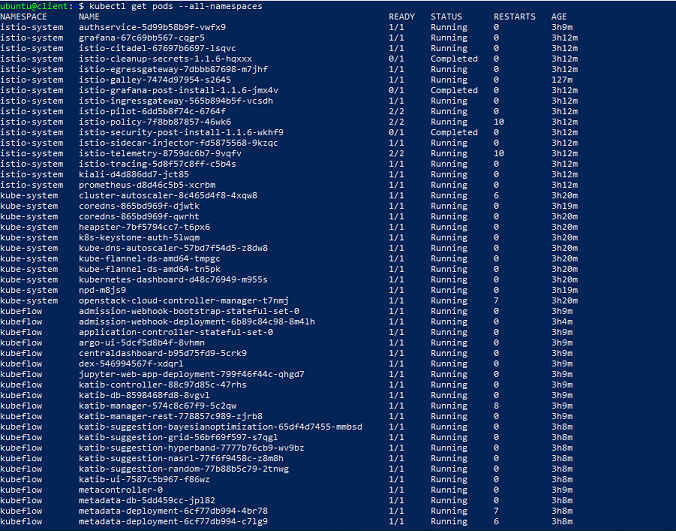 ubuntu@client: $ kubectl get pods --all-namespaces
NAMESPACE NAME READY STATUS RESTARTS AGE
istio-system authservice-5d99b58b9f-vwfx9 1/1 Running 0 3h9m
istio-system grafana-67c69bb567-cqgr5 1/1 Running 0 3h12m
istio-system istio-citadel-67697b6697-lsqvc 1/1 Running 0 3h12m
istio-system istio-cleanup-secrets-1.1.6-hqxxx 0/1 Completed 0 3h12m
istio-system istio-egressgateway-7dbbb87698-m7jhf 1/1 Running 0 3h12m
istio-system istio-galley-7474d97954-s2645 1/1 Running 0 127m
istio-system istio-grafana-post-install-1.1.6-jmx4v 0/1 Completed 0 3h12m
istio-system istio-ingressgateway-565b894b5f-vcsdh 1/1 Running 0 3h12m
istio-system istio-pilot-6dd5b8f74c-6764f 2/2 Running 0 3h12m
istio-system istio-policy-7f8bb87857-46wk6 2/2 Running 10 3h12m
istio-system istio-security-post-install-1.1.6-wkhf9 0/1 Completed 0 3h12m
istio-system istio-sidecar-injector-fd5875568-9kzqc 1/1 Running 0 3h12m
istio-system istio-telemetry-8759dc6b7-9vqfv 2/2 Running 10 3h12m
istio-system istio-tracing-5d8f57c8ff-c5b4s 1/1 Running 0 3h12m
istio-system kiali-d4d886dd7-jct85 1/1 Running 0 3h12m
istio-system prometheus-d8d46c5b5-xcrbm 1/1 Running 0 3h12m
kube-system cluster-autoscaler-8c465d4f8-4xqw8 1/1 Running 6 3h20m
kube-system coredns-865bd969f-djwtk 1/1 Running 0 3h19m
kube-system coredns-865bd969f-qwrht 1/1 Running 0 3h20m
kube-system heapster-7bf5794cc7-t6px6 1/1 Running 0 3h20m
kube-system k8s-keystone-auth-5lwqm 1/1 Running 0 3h20m
kube-system kube-dns-autoscaler-57bd7f54d5-z8dw8 1/1 Running 0 3h20m
kube-system kube-flannel-ds-amd64-tmpgc 1/1 Running 0 3h20m
kube-system kube-flannel-ds-amd64-tn5pk 1/1 Running 0 3h20m
kube-system kubernetes-dashboard-d48c76949-m955s 1/1 Running 0 3h20m
kube-system npd-m8js9 1/1 Running 0 3h19m
kube-system openstack-cloud-controller-manager-t7nmj 1/1 Running 7 3h20m
kubeflow admission-webhook-bootstrap-stateful-set-0 1/1 Running 0 3h9m
kubeflow admission-webhook-deployment-6b89c84c98-8m4lh 1/1 Running 0 3h4m
kubeflow application-controller-stateful-set-0 1/1 Running 0 3h9m
kubeflow argo-ui-5dcf5d8b4f-8vhmn 1/1 Running 0 3h9m
kubeflow centraldashboard-b95d75fd9-5crk9 1/1 Running 0 3h9m
kubeflow dex-546994567f-xdqrl 1/1 Running 0 3h9m
kubeflow jupyter-web-app-deployment-799f46f44c-qhgd7 1/1 Running 0 3h9m
kubeflow katib-controller-88c97d85c-47rhs 1/1 Running 0 3h9m
kubeflow katib-db-8598468fd8-8vgvl 1/1 Running 0 3h9m
kubeflow katib-manager-574c8c67f9-5c2qw 1/1 Running 8 3h9m
kubeflow katib-manager-rest-778857c989-zjrb8 1/1 Running 0 3h9m
kubeflow katib-suggestion-bayesianoptimization-65df4d7455-mmbsd 1/1 Running 0 3h8m
kubeflow katib-suggestion-grid-56bf69f597-s7qgl 1/1 Running 0 3h8m
kubeflow katib-suggestion-hyperband-7777b76cb9-wv9bz 1/1 Running 0 3h8m
kubeflow katib-suggestion-nasrl-77f6f9458c-z8m8h 1/1 Running 0 3h8m
kubeflow katib-suggestion-random-77b88b5c79-2tnwg 1/1 Running 0 3h8m
kubeflow katib-ui-7587c5b967-f86wz 1/1 Running 0 3h8m
kubeflow metacontroller-0 1/1 Running 0 3h9m
kubeflow metadata-db-5dd459cc-jpl82 1/1 Running 0 3h8m
kubeflow metadata-deployment-6cf77db994-4br78 1/1 Running 7 3h8m
kubeflow metadata-deployment-6cf77db994-c7lg9 1/1 Running 6 3h8m